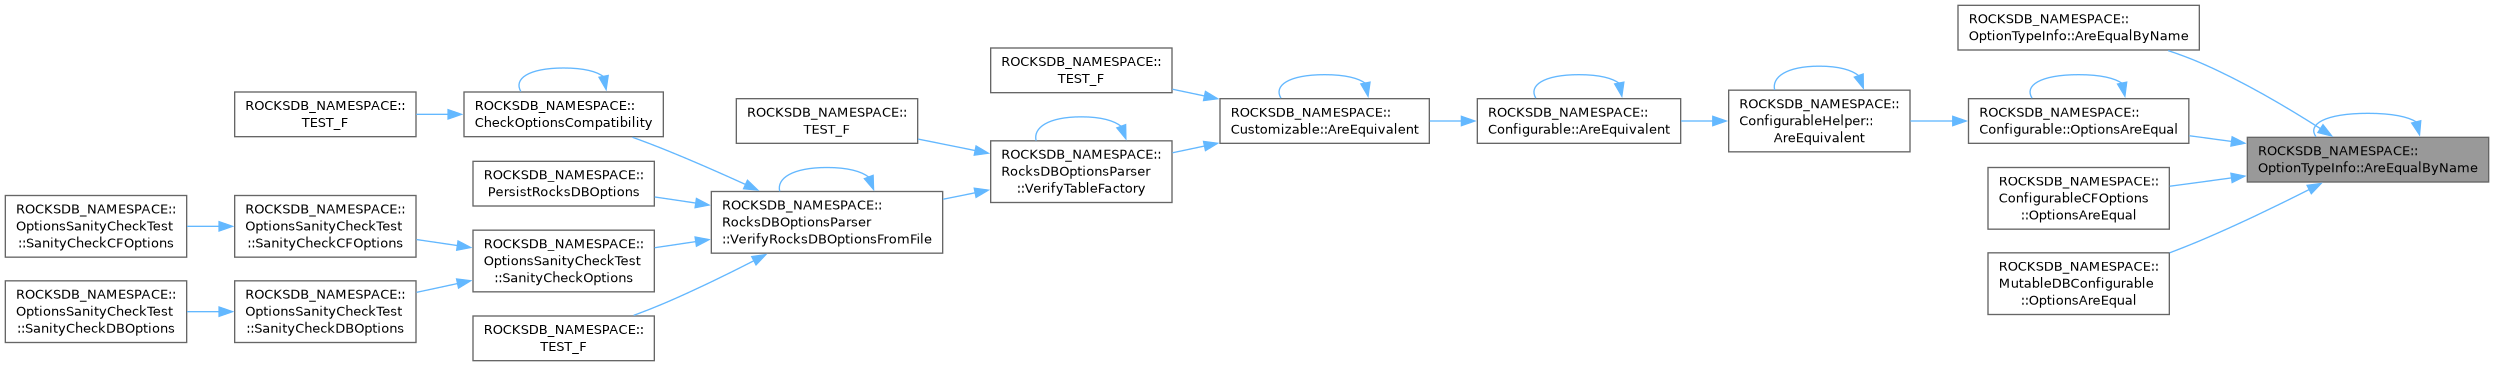 ROCKSDB_NAMESPACE::
OptionTypeInfo::AreEqualByName
ROCKSDB_NAMESPACE::
TEST_F
ROCKSDB_NAMESPACE::
CheckOptionsCompatibility
ROCKSDB_NAMESPACE::
TEST_F
ROCKSDB_NAMESPACE::
TEST_F
ROCKSDB_NAMESPACE::
Customizable::AreEquivalent
ROCKSDB_NAMESPACE::
Configurable::AreEquivalent
ROCKSDB_NAMESPACE::
ConfigurableHelper::
AreEquivalent
ROCKSDB_NAMESPACE::
Configurable::OptionsAreEqual
ROCKSDB_NAMESPACE::
OptionTypeInfo::AreEqualByName
ROCKSDB_NAMESPACE::
RocksDBOptionsParser
::VerifyTableFactory
ROCKSDB_NAMESPACE::
PersistRocksDBOptions
ROCKSDB_NAMESPACE::
ConfigurableCFOptions
::OptionsAreEqual
ROCKSDB_NAMESPACE::
OptionsSanityCheckTest
::SanityCheckCFOptions
ROCKSDB_NAMESPACE::
OptionsSanityCheckTest
::SanityCheckCFOptions
ROCKSDB_NAMESPACE::
RocksDBOptionsParser
::VerifyRocksDBOptionsFromFile
ROCKSDB_NAMESPACE::
OptionsSanityCheckTest
::SanityCheckOptions
ROCKSDB_NAMESPACE::
MutableDBConfigurable
::OptionsAreEqual
ROCKSDB_NAMESPACE::
OptionsSanityCheckTest
::SanityCheckDBOptions
ROCKSDB_NAMESPACE::
OptionsSanityCheckTest
::SanityCheckDBOptions
ROCKSDB_NAMESPACE::
TEST_F